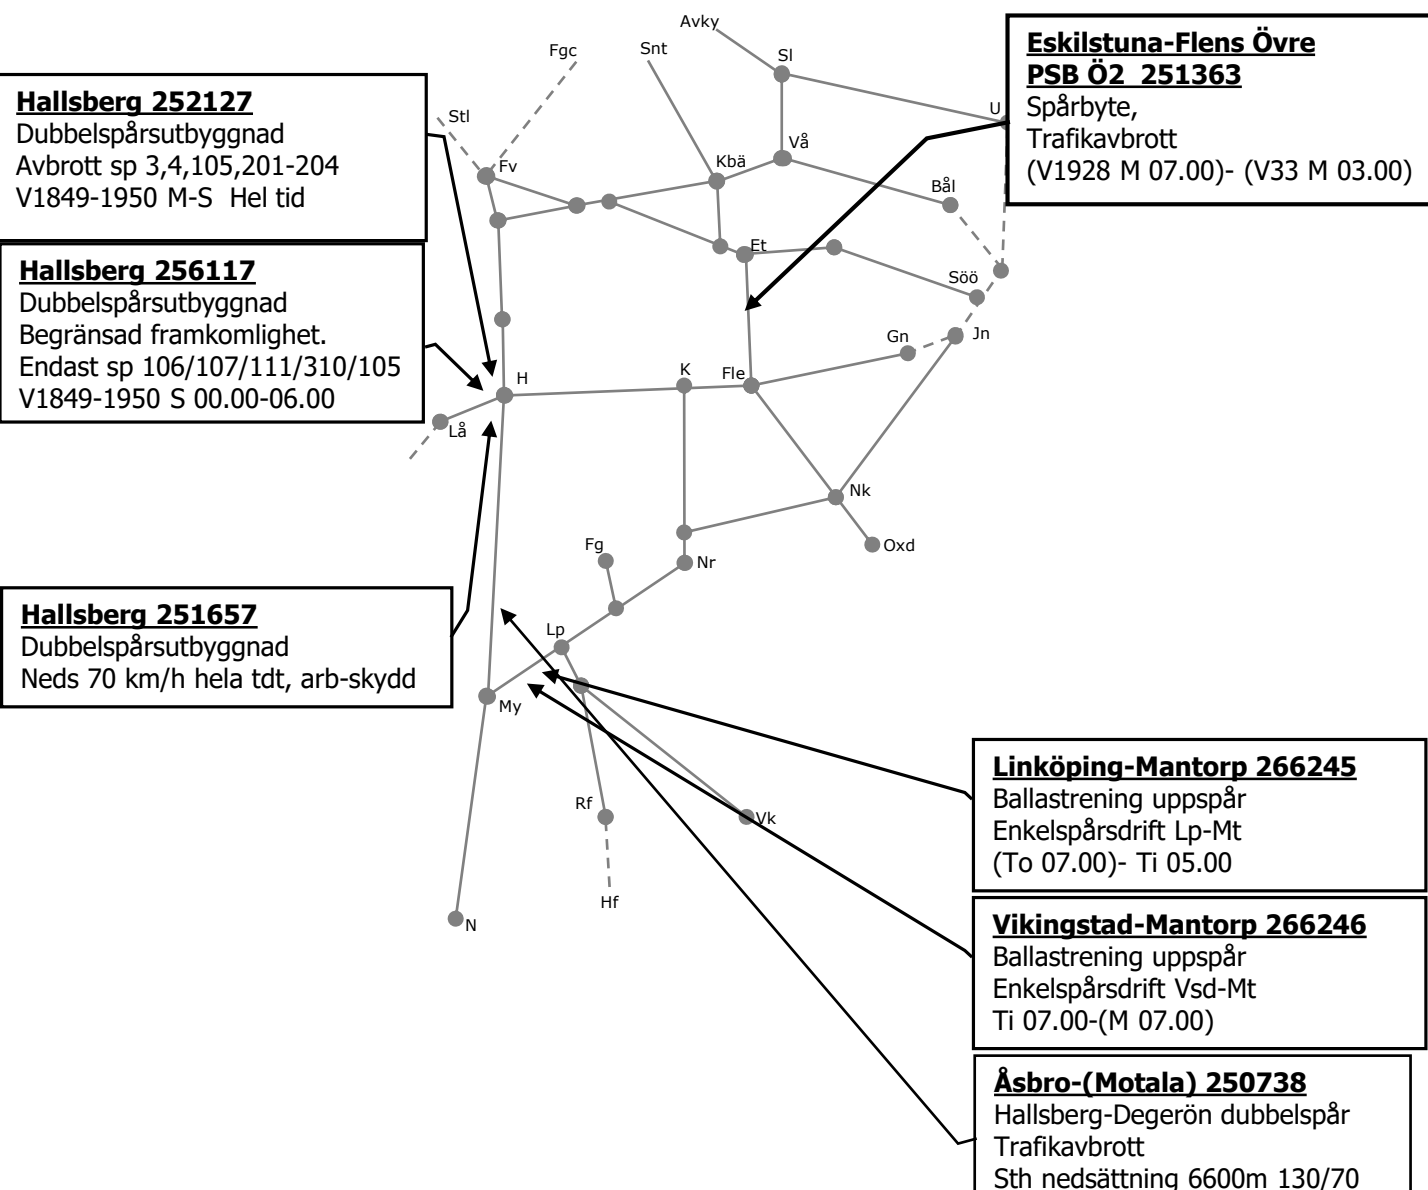 Avky
Snt
Fgc
Sl
U
Stl
Fv
Kbä
Vå
Bål
Et
Söö
Jn
Gn
H
K
Fle
Lå
Nk
Oxd
Fg
Nr
Lp
My
Rf
Vk
Hf
N
Hallsberg 252127
Dubbelspårsutbyggnad
Avbrott sp 3,4,105,201-204
V1849-1950 M-S  Hel tid
Hallsberg 256117
Dubbelspårsutbyggnad
Begränsad framkomlighet.
Endast sp 106/107/111/310/105
V1849-1950 S 00.00-06.00
Hallsberg 251657
Dubbelspårsutbyggnad
Neds 70 km/h hela tdt, arb-skydd
Eskilstuna-Flens Övre
PSB Ö2  251363
Spårbyte,
Trafikavbrott
(V1928 M 07.00)- (V33 M 03.00)
Linköping-Mantorp 266245
Ballastrening uppspår
Enkelspårsdrift Lp-Mt
(To 07.00)- Ti 05.00
Vikingstad-Mantorp 266246
Ballastrening uppspår
Enkelspårsdrift Vsd-Mt
Ti 07.00-(M 07.00)
Åsbro-(Motala) 250738
Hallsberg-Degerön dubbelspår
Trafikavbrott
Sth nedsättning 6600m 130/70